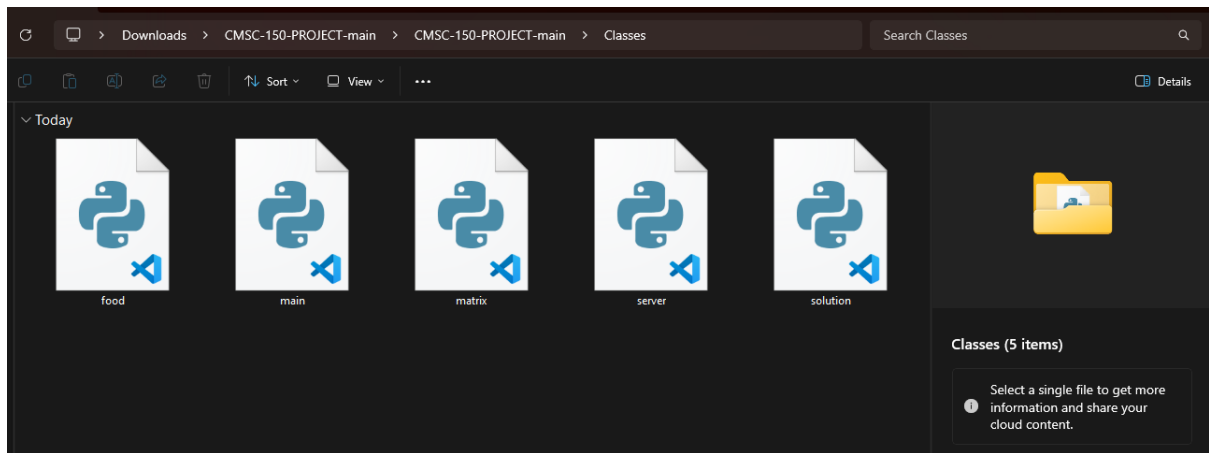 Downloads > CMSC-150-PROJECT-main > CMSC-150-PROJECT-main > Classes
Search Classes
Sort
View
Details
Today
food
main
matrix
server
solution
Classes (5 items)
Select a single file to get more
information and share your
cloud content.